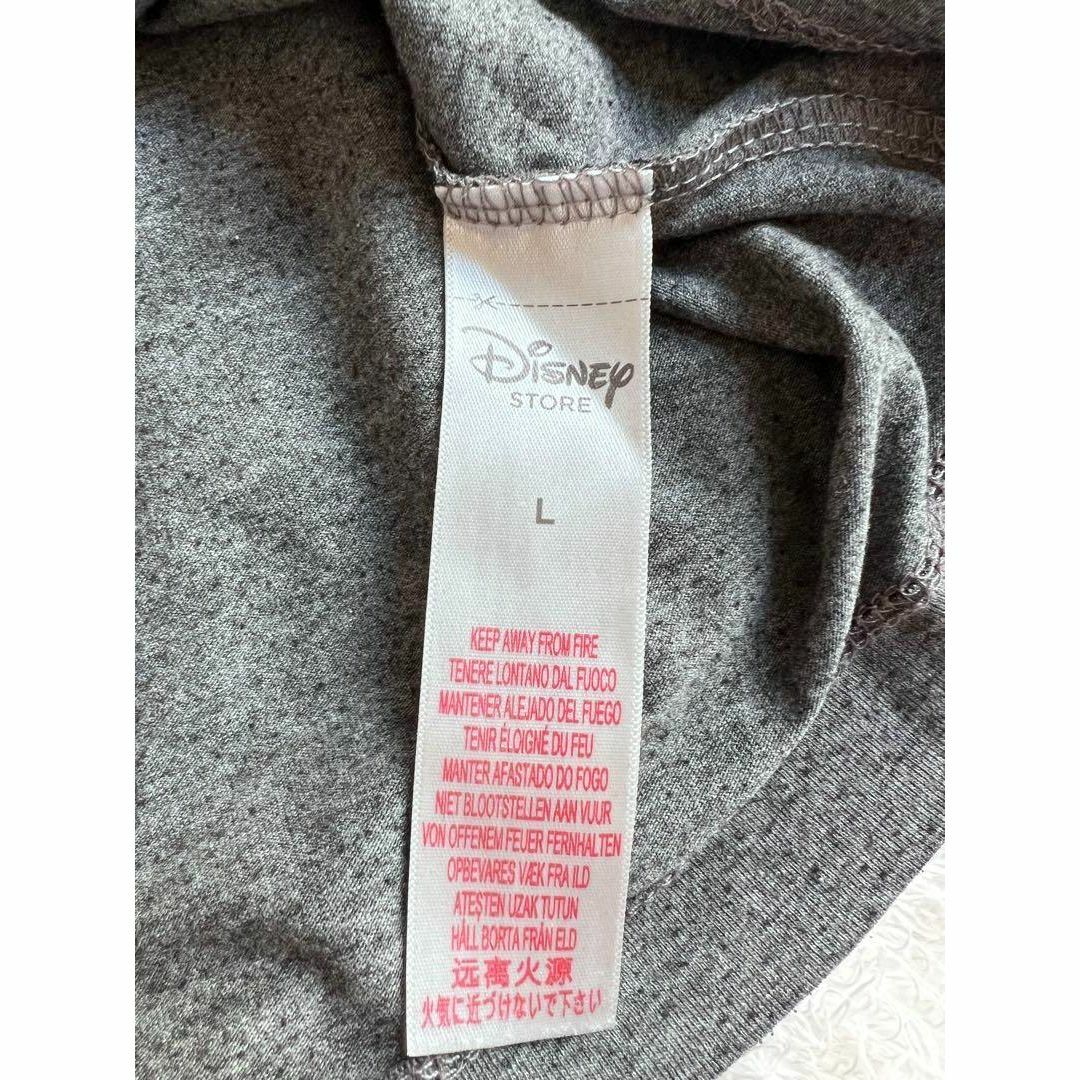 Disney
STORE
L
KEEP AWAY FROM FIRE
TENERE LONTANO DAL FUOCO
MANTENER ALEJADO DEL FUEGO
TENIR ÉLOIGNÉ DU FEU
MANTER AFASTADO DO FOGO
NIET BLOOTSTELLEN AAN VUUR
VON OFFENEM FEUER FERNHALTEN
OPBEVARES VÆK FRA ILD
ATEŞTEN UZAK TUTUN
HÅLL BORTA FRÅN ELD
远离火源
火気に近づけないで下さい